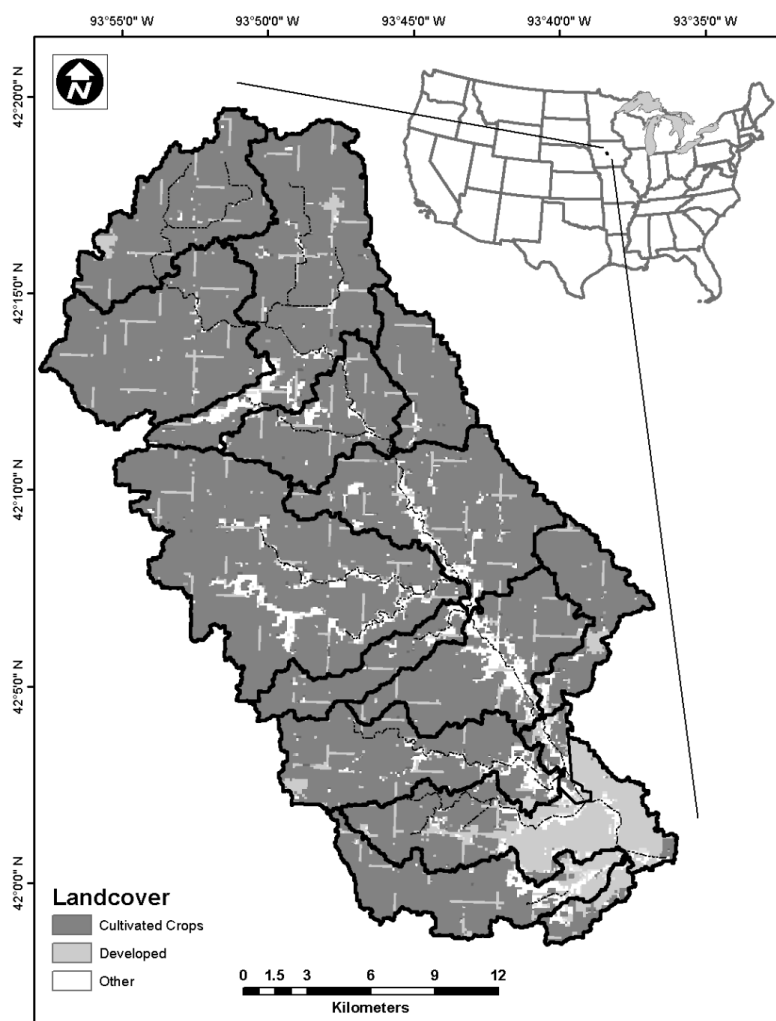 93°55'0" W 93°50'0" W 93°45'0" W 93°40'0" W 93°35'0" W
N
42°20'0" N
42°15'0" N
42°10'0" N
42°5'0" N
42°0'0" N
Landcover
Cultivated Crops
Developed
Other
0 1.5 3 6 9 12
Kilometers